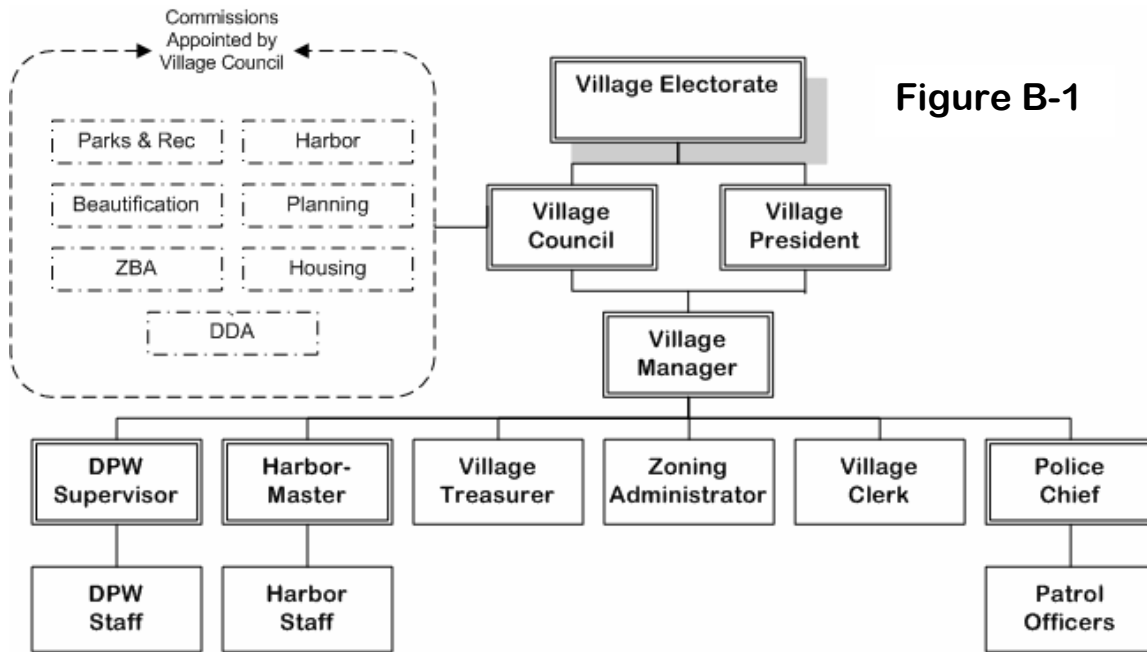 Commissions
Appointed by
Village Council
Village Electorate
Figure B-1
Parks & Rec
Harbor
Beautification
Planning
ZBA
Housing
DDA
Village
Council
Village
President
Village
Manager
DPW
Supervisor
Harbor-
Master
Village
Treasurer
Zoning
Administrator
Village
Clerk
Police
Chief
DPW
Staff
Harbor
Staff
Patrol
Officers